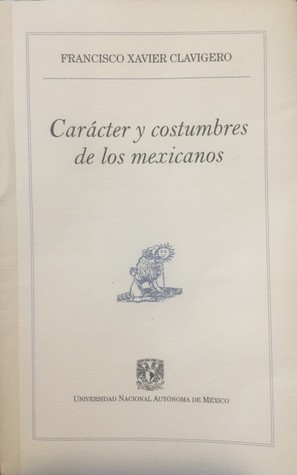 FRANCISCO XAVIER CLAVIGERO
Carácter y costumbres
de los mexicanos
UNIVERSIDAD NACIONAL AUTÓNOMA DE MÉXICO